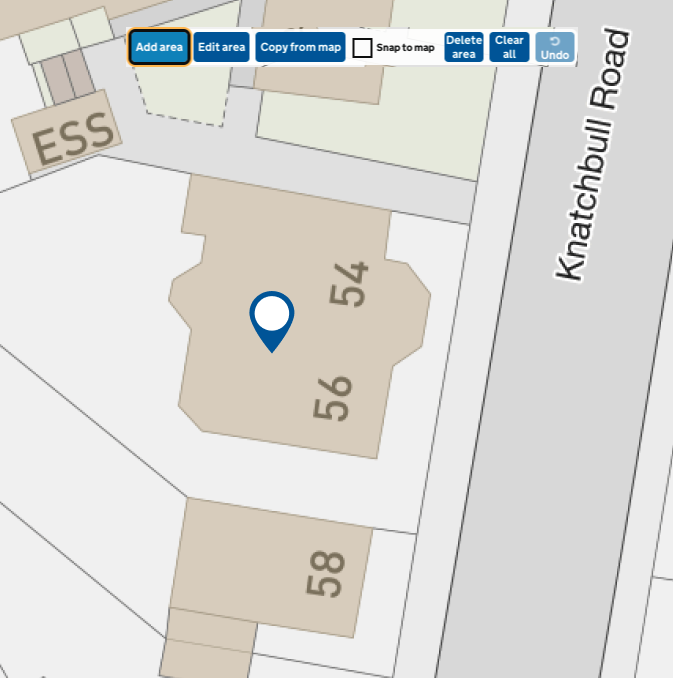 Add area
Edit area
Copy from map
Snap to map
Delete
area
Clear
all
Undo
Knatchbull Road
ESS
54
56
58